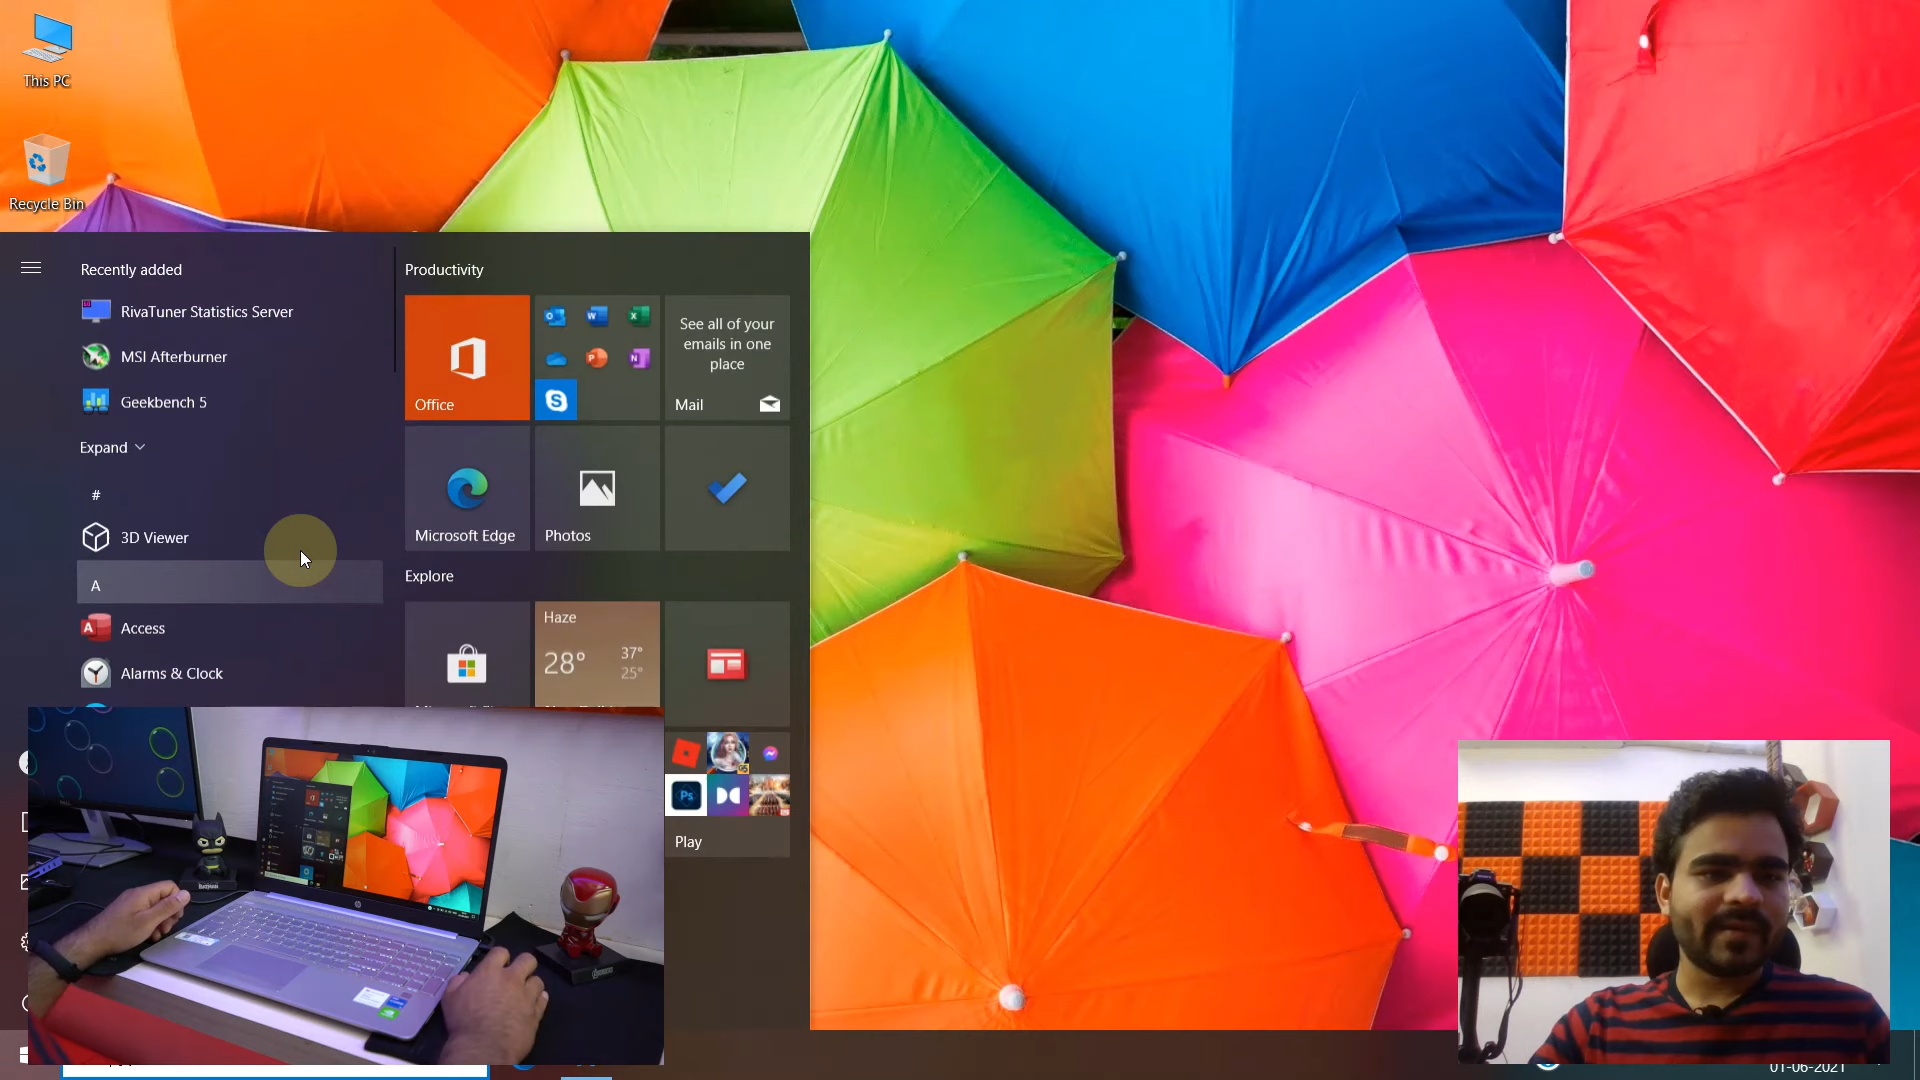 This PC
Recycle Bin
Recently added
RivaTuner Statistics Server
MSI Afterburner
Geekbench 5
Expand
#
3D Viewer
A
Access
Alarms & Clock
Productivity
Office
See all of your
emails in one
place
Mail
Microsoft Edge
Photos
Explore
Haze
28°
37°
25°
Ps
Play
01-06-2021